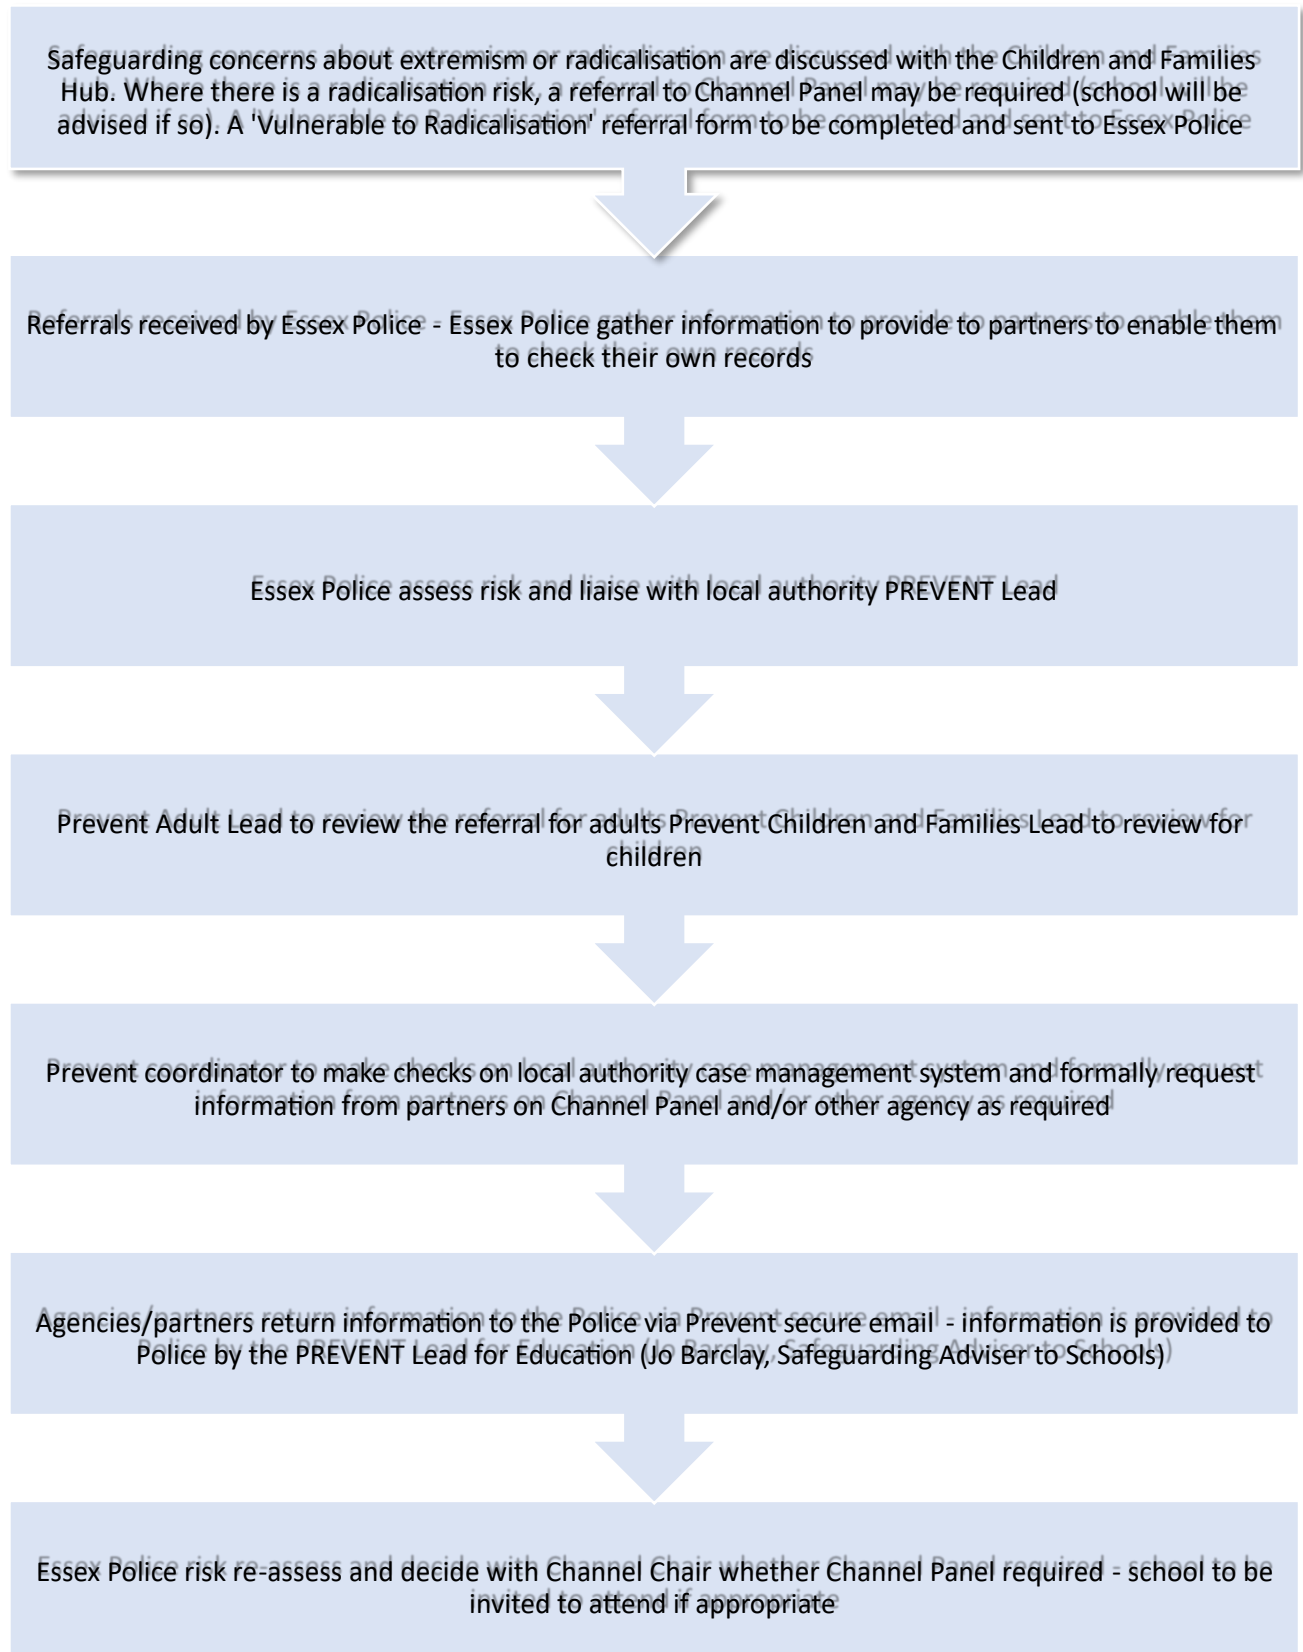 Safeguarding concerns about extremism or radicalisation are discussed with the Children and Families
Hub. Where there is a radicalisation risk, a referral to Channel Panel may be required (school will be
advised if so). A 'Vulnerable to Radicalisation' referral form to be completed and sent to Essex Police
Referrals received by Essex Police - Essex Police gather information to provide to partners to enable them
to check their own records
Essex Police assess risk and liaise with local authority PREVENT Lead
Prevent Adult Lead to review the referral for adults Prevent Children and Families Lead to review for
children
Prevent coordinator to make checks on local authority case management system and formally request
information from partners on Channel Panel and/or other agency as required
Agencies/partners return information to the Police via Prevent secure email - information is provided to
Police by the PREVENT Lead for Education (Jo Barclay, Safeguarding Adviser to Schools)
Essex Police risk re-assess and decide with Channel Chair whether Channel Panel required - school to be
invited to attend if appropriate